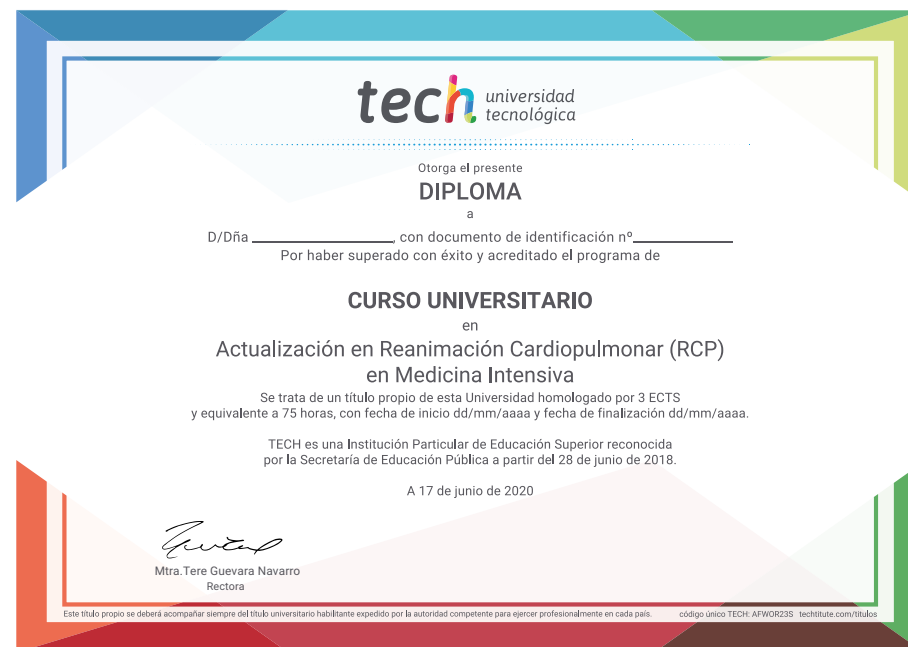 tech universidad
tecnológica
Otorga el presente
DIPLOMA
a
D/Dña ____________________, con documento de identificación nº______________
Por haber superado con éxito y acreditado el programa de
CURSO UNIVERSITARIO
en
Actualización en Reanimación Cardiopulmonar (RCP)
en Medicina Intensiva
Se trata de un título propio de esta Universidad homologado por 3 ECTS
y equivalente a 75 horas, con fecha de inicio dd/mm/aaaa y fecha de finalización dd/mm/aaaa.
TECH es una Institución Particular de Educación Superior reconocida
por la Secretaría de Educación Pública a partir del 28 de junio de 2018.
A 17 de junio de 2020
Mtra.Tere Guevara Navarro
Rectora
Este título propio se deberá acompañar siempre del título universitario habilitante expedido por la autoridad competente para ejercer profesionalmente en cada país. código único TECH: AFWOR23S techtitute.com/titulos